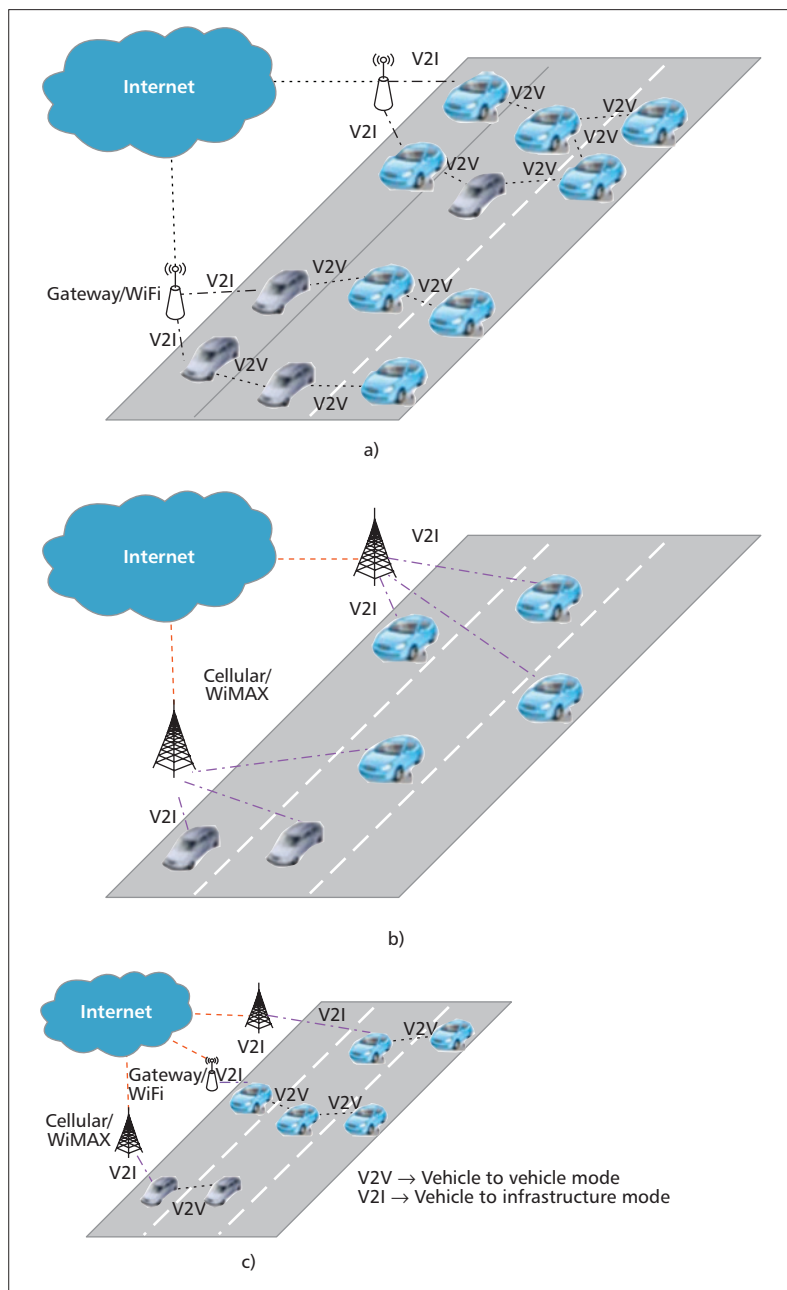 V2I
Internet
V2V
V2V
V2I
V2V
V2V
V2V
V2I
V2V
Gateway/WiFi
V2V
V2I
V2V
V2V
a)
V2I
Internet
V2I
Cellular/
WiMAX
V2I
b)
Internet
V2I
V2V
V2I
Gateway/
WiFi
V2I
V2V
V2V
Cellular/
WiMAX
V2I
V2V
V2V → Vehicle to vehicle mode
V2I → Vehicle to infrastructure mode
c)